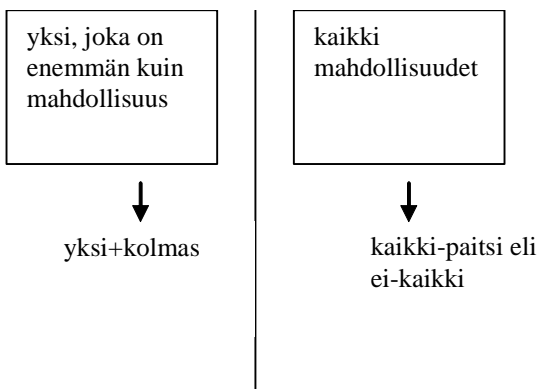 yksi, joka on
enemmän kuin
mahdollisuus
kaikki
mahdollisuudet
yksi+kolmas
kaikki-paitsi eli
ei-kaikki